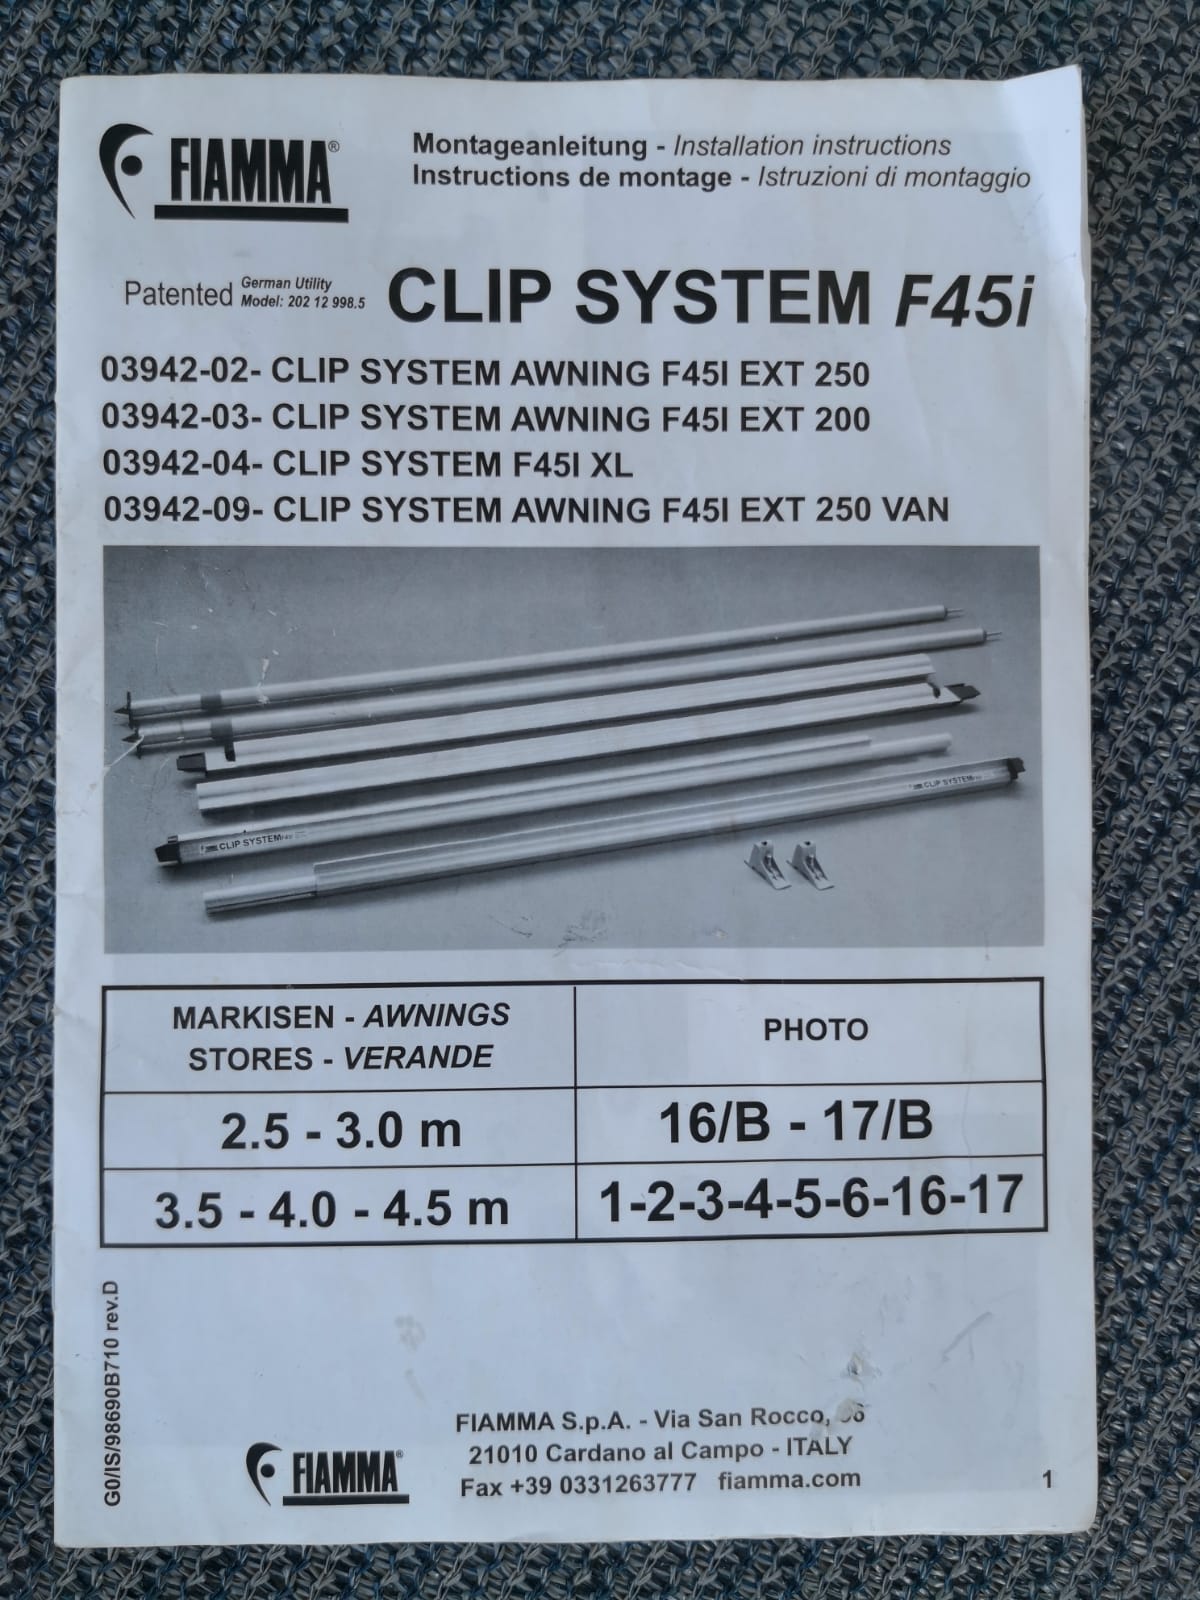 FIAMMA®
Montageanleitung - Installation instructions
Instructions de montage - Istruzioni di montaggio
Patented German Utility
Model: 202 12 998.5
CLIP SYSTEM F45i
03942-02- CLIP SYSTEM AWNING F45I EXT 250
03942-03- CLIP SYSTEM AWNING F45I EXT 200
03942-04- CLIP SYSTEM F45I XL
03942-09- CLIP SYSTEM AWNING F45I EXT 250 VAN
CLIP SYSTEM
CLIP SYSTEM F45i
MARKISEN - AWNINGS
STORES - VERANDE
PHOTO
2.5 - 3.0 m
16/B - 17/B
3.5 - 4.0 - 4.5 m
1-2-3-4-5-6-16-17
G0/IS/98690B710 rev.D
FIAMMA®
FIAMMA S.p.A. - Via San Rocco,
21010 Cardano al Campo - ITALY
Fax +39 0331263777 fiamma.com
1